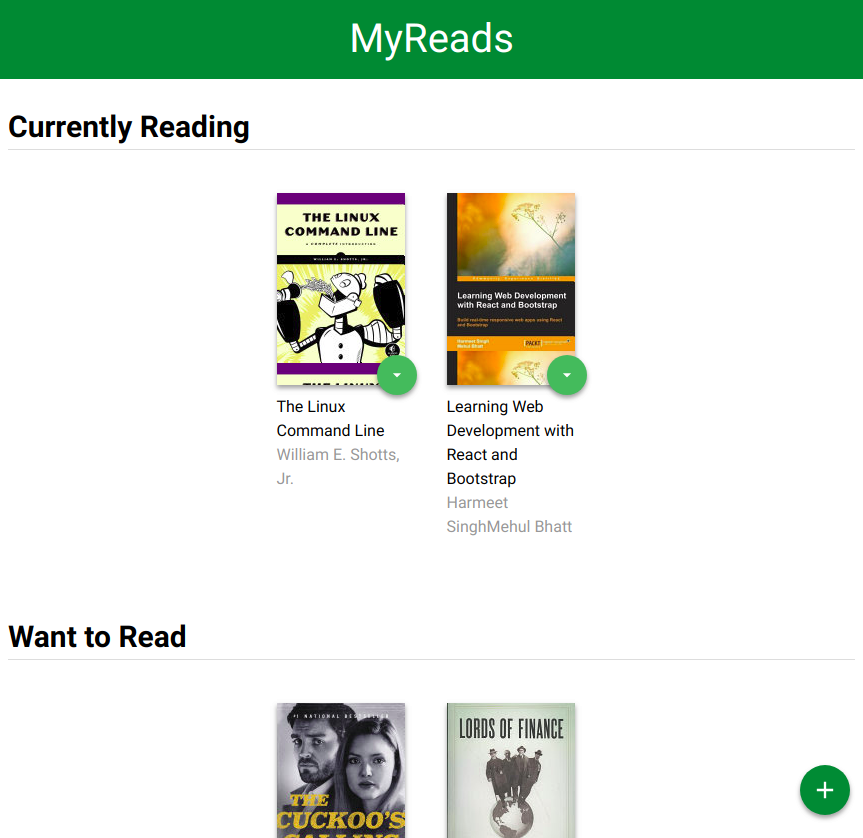 MyReads
Currently Reading
THE LINUX
COMMAND LINE
A COMPLETE INTRODUCTION
WILLIAM E. SHOTTS, JR.
Learning Web Development
with React and Bootstrap
Build real-time responsive web apps using React
and Bootstrap
Harmeet Singh
Mehul Bhatt
PACKT
The Linux
Command Line
William E. Shotts,
Jr.
Learning Web
Development with
React and
Bootstrap
Harmeet
SinghMehul Bhatt
Want to Read
#1 NATIONAL BESTSELLER
THE
CUCKOO'S
LORDS OF FINANCE